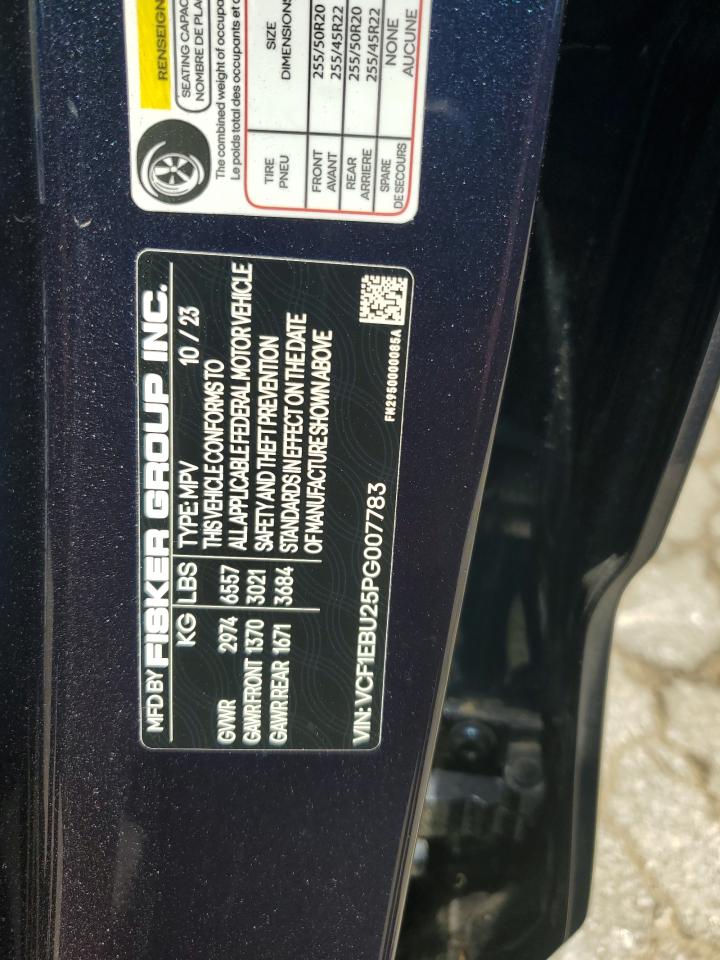 MFD BY FISKER GROUP INC.
KG LBS TYPE: MPV 10 / 23
GVWR 2974 6557
GAWR FRONT 1370 3021
GAWR REAR 1671 3684
THIS VEHICLE CONFORMS TO
ALL APPLICABLE FEDERAL MOTOR VEHICLE
SAFETY AND THEFT PREVENTION
STANDARDS IN EFFECT ON THE DATE
OF MANUFACTURE SHOWN ABOVE
VIN: VCF1EBU25PG007783
FM2950000085A
RENSEIGN
SEATING CAPAC
NOMBRE DE PLA
The combined weight of occupa
Le poids total des occupants et
TIRE SIZE
PNEU DIMENSIONS
FRONT 255/50R20
AVANT 255/45R22
REAR 255/50R20
ARRIERE 255/45R22
SPARE NONE
DE SECOURS AUCUNE